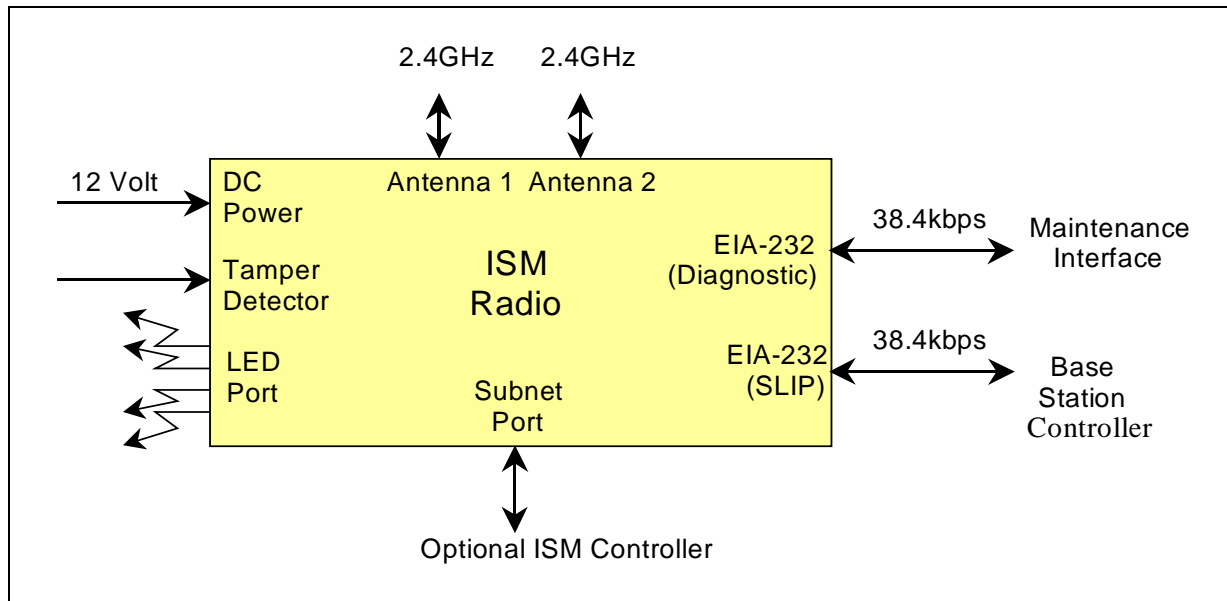 2.4GHz 2.4GHz
12 Volt
DC
Power
Antenna 1 Antenna 2
38.4kbps
Maintenance
Interface
EIA-232
(Diagnostic)
Tamper
Detector
ISM
Radio
38.4kbps
EIA-232
(SLIP)
Base
Station
Controller
LED
Port
Subnet
Port
Optional ISM Controller